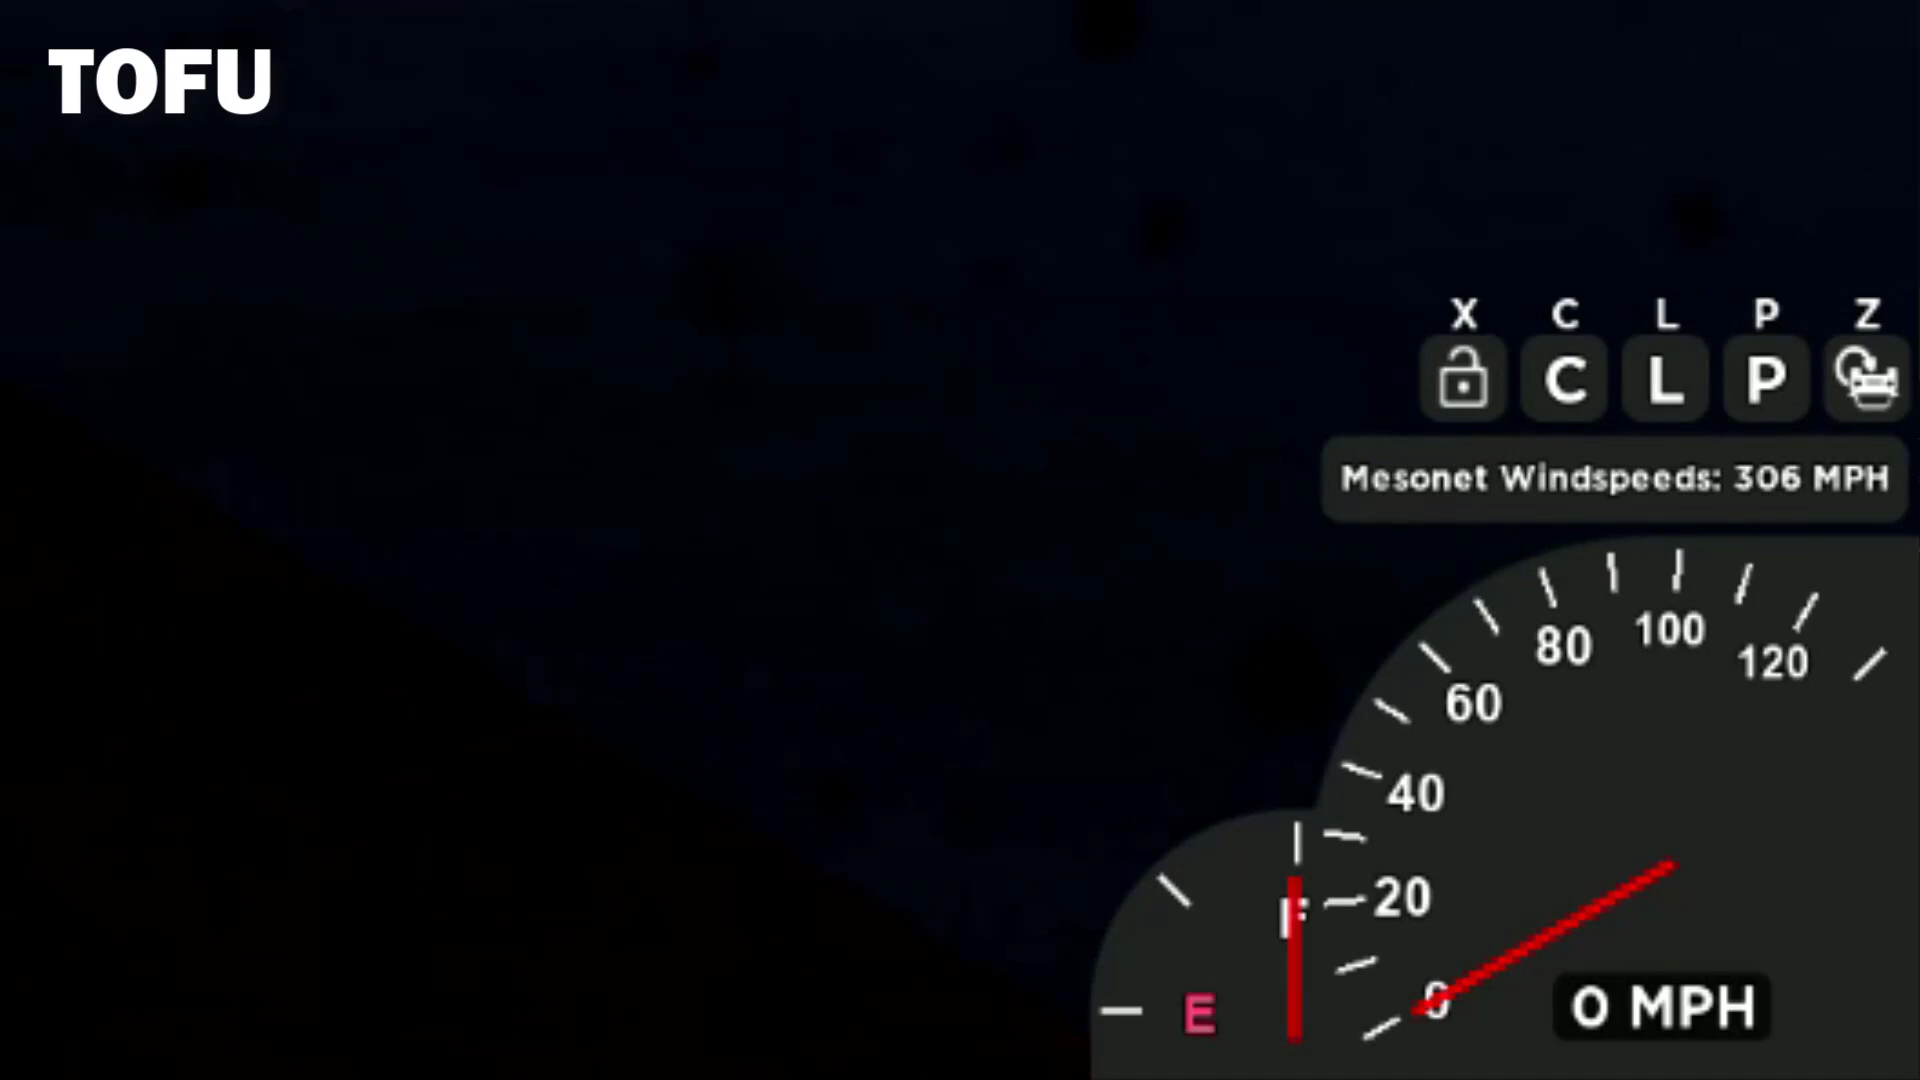 TOFU
X C L P Z
C L P
Mesonet Windspeeds: 306 MPH
80 100 120
60
40
F 20
E 0 0 MPH